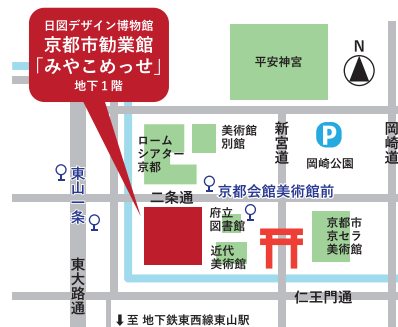 日図デザイン博物館
京都市勧業館
「みやこめっせ」
地下1階
N
平安神宮
P
岡崎公園
新宮道
岡崎道
美術館
別館
ローム
シアター
京都
東山二条
京都会館美術館前
二条通
府立
図書館
近代
美術館
京都市
京セラ
美術館
東大路通
仁王門通
⬇至 地下鉄東西線東山駅